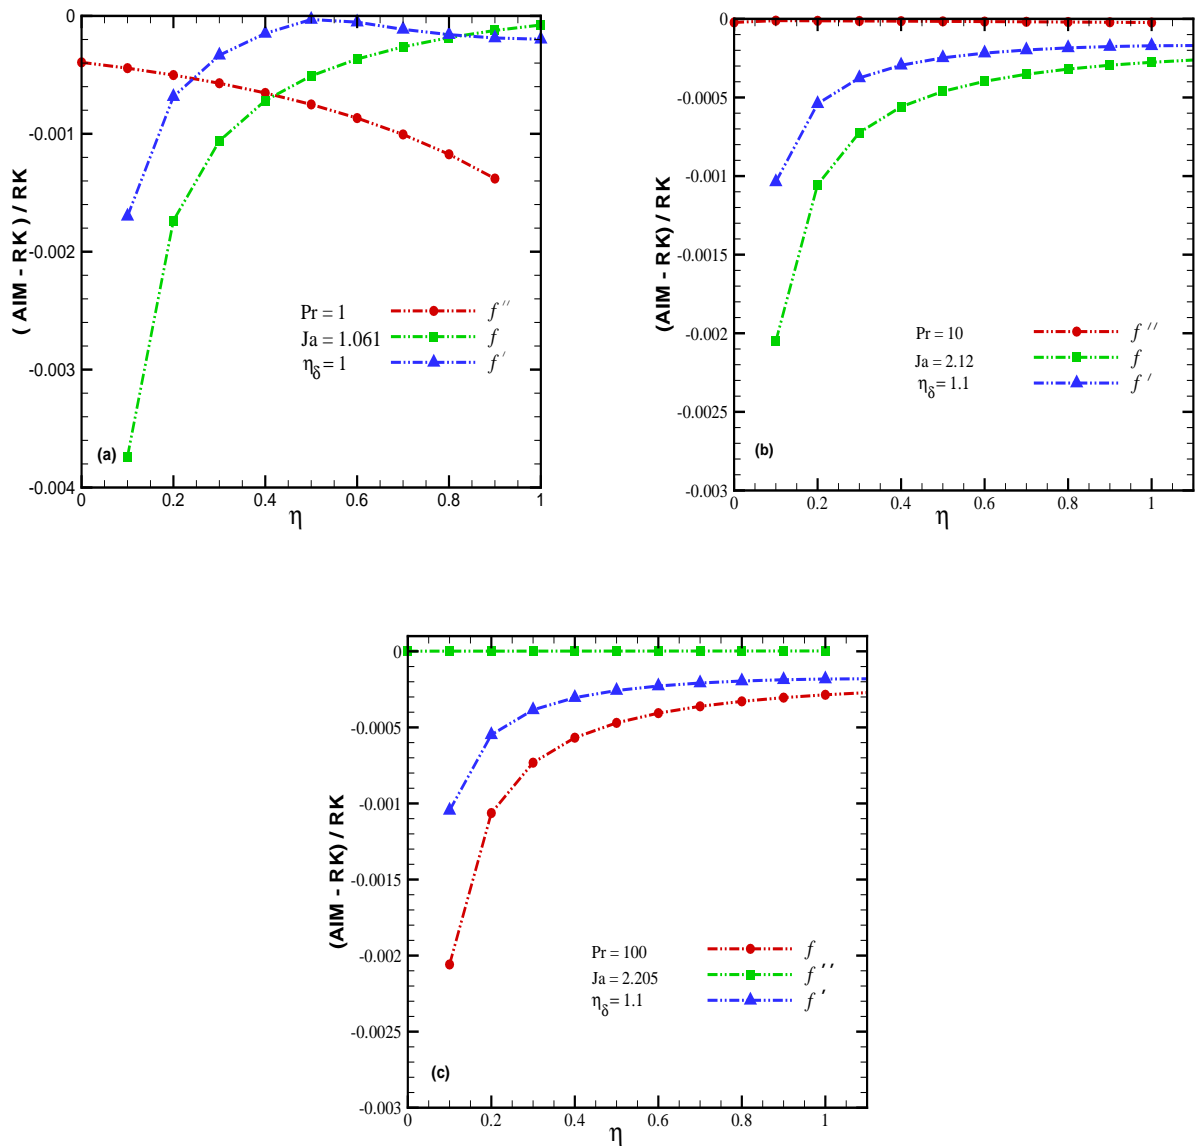 0
-0.001
-0.002
-0.003
-0.004
( AIM - RK ) / RK
Pr = 1 f ′′
Ja = 1.061 f
η_δ = 1 f ′
(a)
0 0.2 0.4 0.6 0.8 1
η
0
-0.0005
-0.001
-0.0015
-0.002
-0.0025
-0.003
(AIM - RK) / RK
Pr = 10 f ′′
Ja = 2.12 f
η_δ = 1.1 f ′
(b)
0 0.2 0.4 0.6 0.8 1
η
0
-0.0005
-0.001
-0.0015
-0.002
-0.0025
-0.003
(AIM - RK) / RK
Pr = 100 f
Ja = 2.205 f ′′
η_δ = 1.1 f ′
(c)
0 0.2 0.4 0.6 0.8 1
η